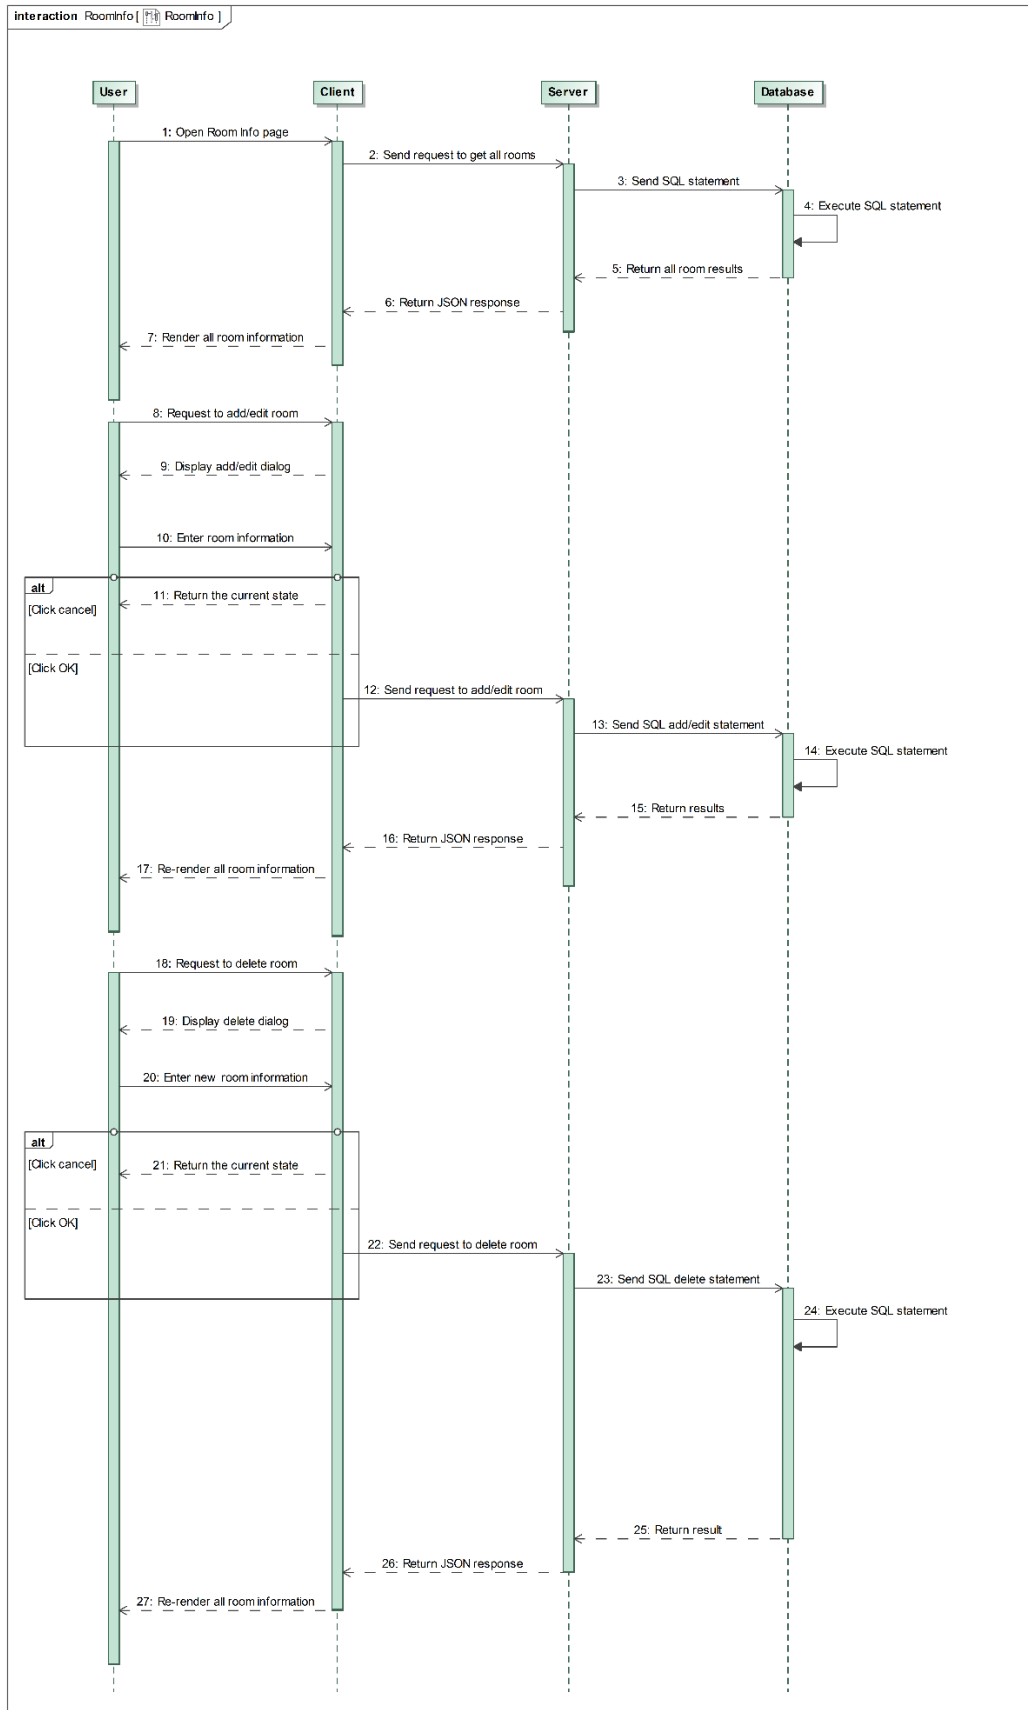 interaction RoomInfo [ RoomInfo ]
User
Client
Server
Database
1: Open Room Info page
2: Send request to get all rooms
3: Send SQL statement
4: Execute SQL statement
5: Return all room results
6: Return JSON response
7: Render all room information
8: Request to add/edit room
9: Display add/edit dialog
10: Enter room information
alt
11: Return the current state
[Click cancel]
[Click OK]
12: Send request to add/edit room
13: Send SQL add/edit statement
14: Execute SQL statement
15: Return results
16: Return JSON response
17: Re-render all room information
18: Request to delete room
19: Display delete dialog
20: Enter new room information
alt
[Click cancel]
21: Return the current state
[Click OK]
22: Send request to delete room
23: Send SQL delete statement
24: Execute SQL statement
25: Return result
26: Return JSON response
27: Re-render all room information